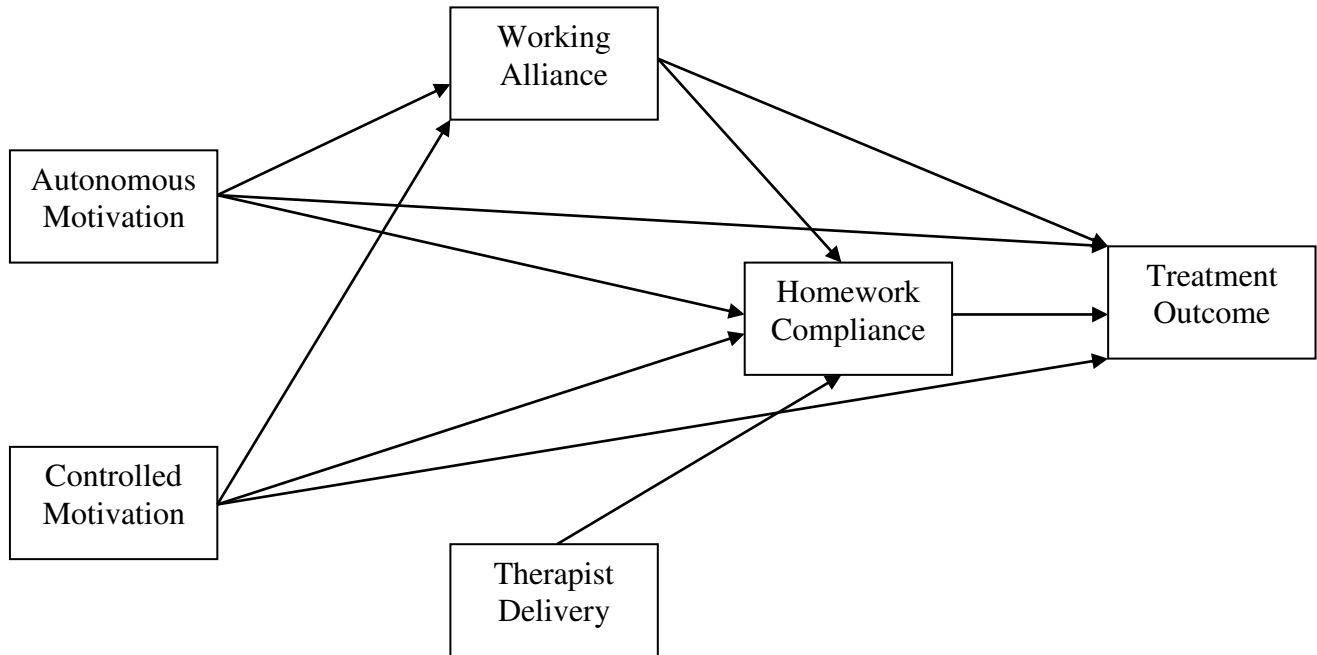 Working
Alliance
Autonomous
Motivation
Homework
Compliance
Treatment
Outcome
Controlled
Motivation
Therapist
Delivery